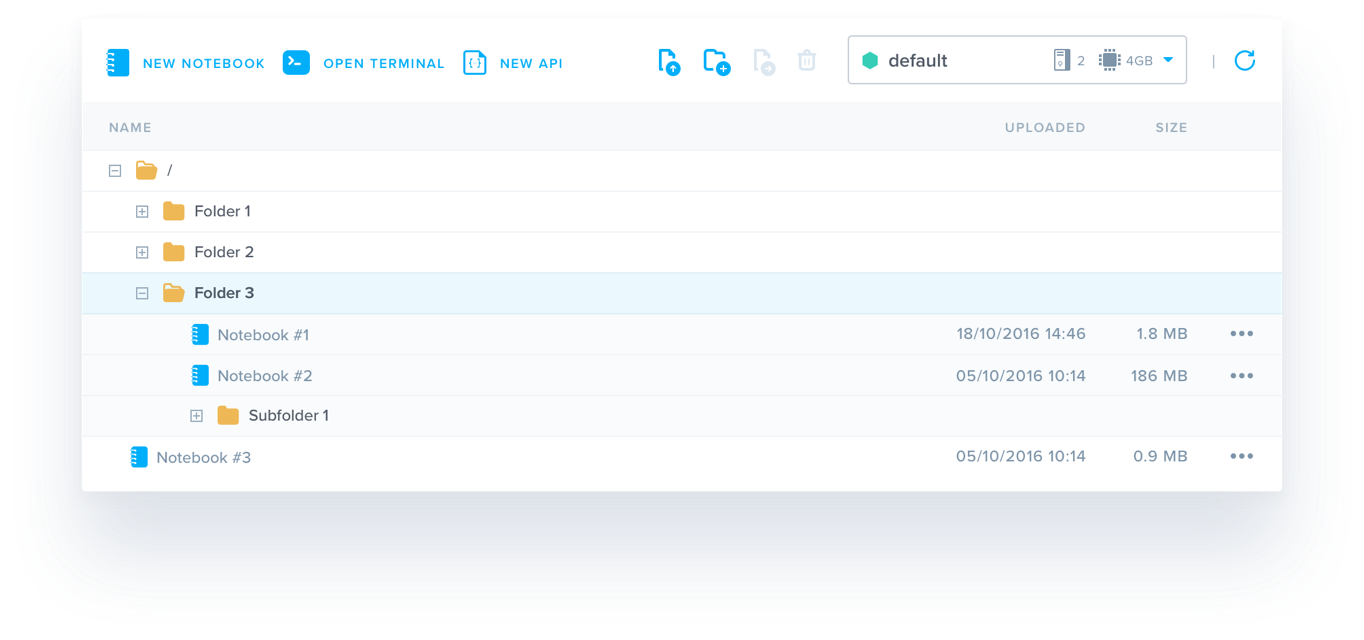 NEW NOTEBOOK OPEN TERMINAL NEW API default 2 4GB
NAME UPLOADED SIZE
/
Folder 1
Folder 2
Folder 3
Notebook #1 18/10/2016 14:46 1.8 MB
Notebook #2 05/10/2016 10:14 186 MB
Subfolder 1
Notebook #3 05/10/2016 10:14 0.9 MB